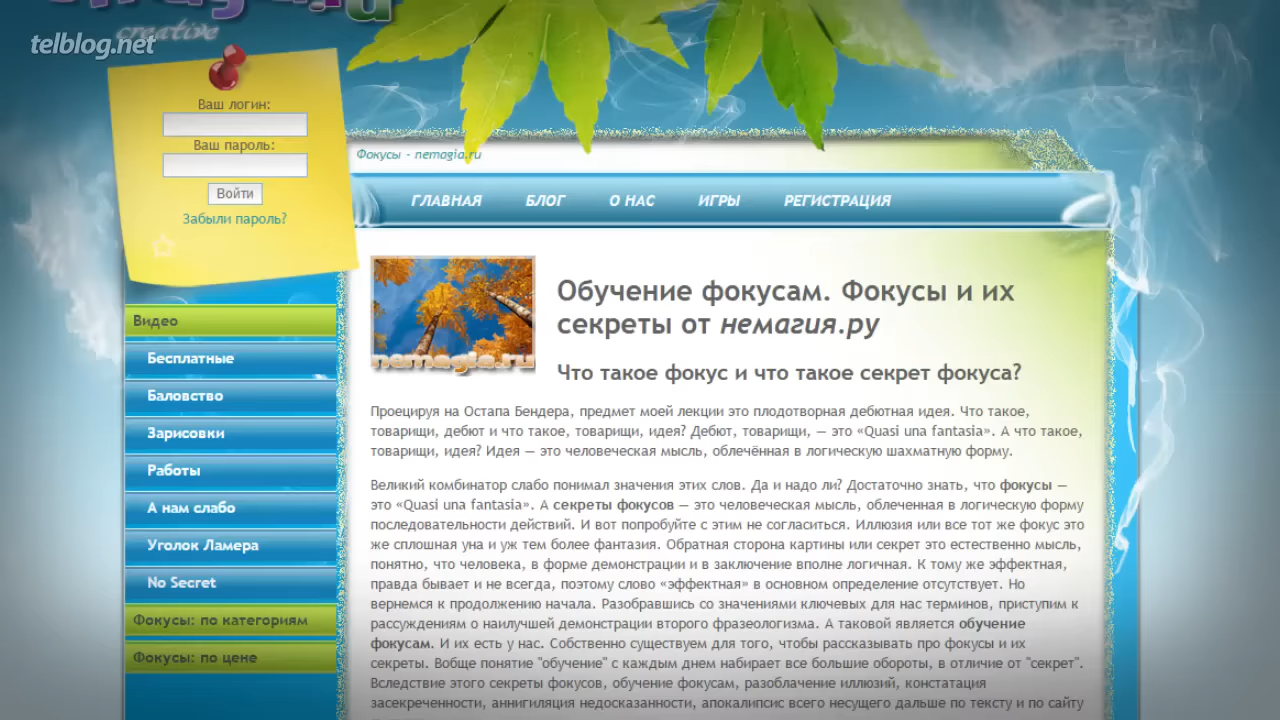 creative
telblog.net
Ваш логин:
Ваш пароль:
Войти
Забыли пароль?
Фокусы - nemagia.ru
ГЛАВНАЯ БЛОГ О НАС ИГРЫ РЕГИСТРАЦИЯ
Видео
Бесплатные
Баловство
Зарисовки
Работы
А нам слабо
Уголок Ламера
No Secret
Фокусы: по категориям
Фокусы: по цене
nemagia.ru
Обучение фокусам. Фокусы и их
секреты от немагия.ру
Что такое фокус и что такое секрет фокуса?
Проецируя на Остапа Бендера, предмет моей лекции это плодотворная дебютная идея. Что такое,
товарищи, дебют и что такое, товарищи, идея? Дебют, товарищи, — это «Quasi una fantasia». А что такое,
товарищи, идея? Идея — это человеческая мысль, облечённая в логическую шахматную форму.
Великий комбинатор слабо понимал значения этих слов. Да и надо ли? Достаточно знать, что фокусы —
это «Quasi una fantasia». А секреты фокусов — это человеческая мысль, облеченная в логическую форму
последовательности действий. И вот попробуйте с этим не согласиться. Иллюзия или все тот же фокус это
же сплошная уна и уж тем более фантазия. Обратная сторона картины или секрет это естественно мысль,
понятно, что человека, в форме демонстрации и в заключение вполне логичная. К тому же эффектная,
правда бывает и не всегда, поэтому слово «эффектная» в основном определение отсутствует. Но
вернемся к продолжению начала. Разобравшись со значениями ключевых для нас терминов, приступим к
рассуждениям о наилучшей демонстрации второго фразеологизма. А таковой является обучение
фокусам. И их есть у нас. Собственно существуем для того, чтобы рассказывать про фокусы и их
секреты. Вобще понятие "обучение" с каждым днем набирает все большие обороты, в отличие от "секрет".
Вследствие этого секреты фокусов, обучение фокусам, разоблачение иллюзий, констатация
засекреченности, аннигиляция недосказанности, апокалипсис всего несущего дальше по тексту и по сайту